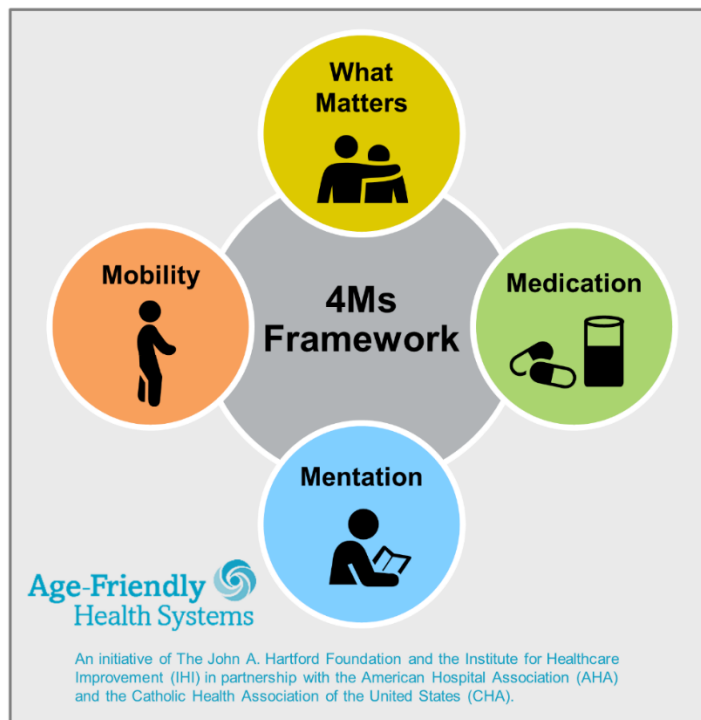 What
Matters
Mobility
4Ms
Framework
Medication
Mentation
Age-Friendly
Health Systems
An initiative of The John A. Hartford Foundation and the Institute for Healthcare
Improvement (IHI) in partnership with the American Hospital Association (AHA)
and the Catholic Health Association of the United States (CHA).